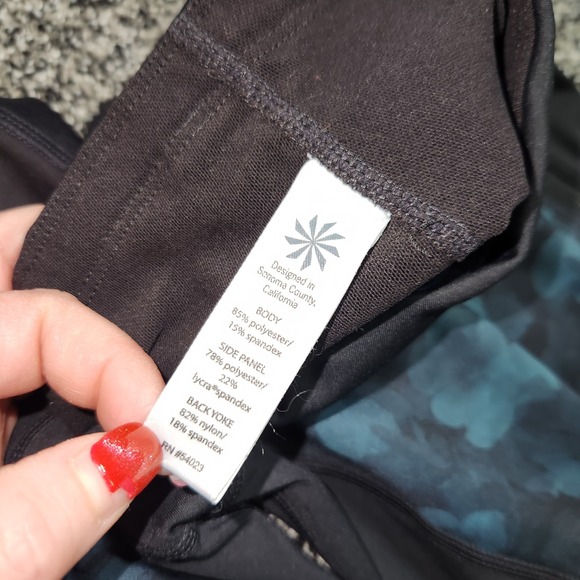 Designed in
Sonoma County,
California
BODY
85% polyester/
15% spandex
SIDE PANEL
78% polyester/
22%
lycra®spandex
BACK YOKE
82% nylon/
18% spandex
RN #54023